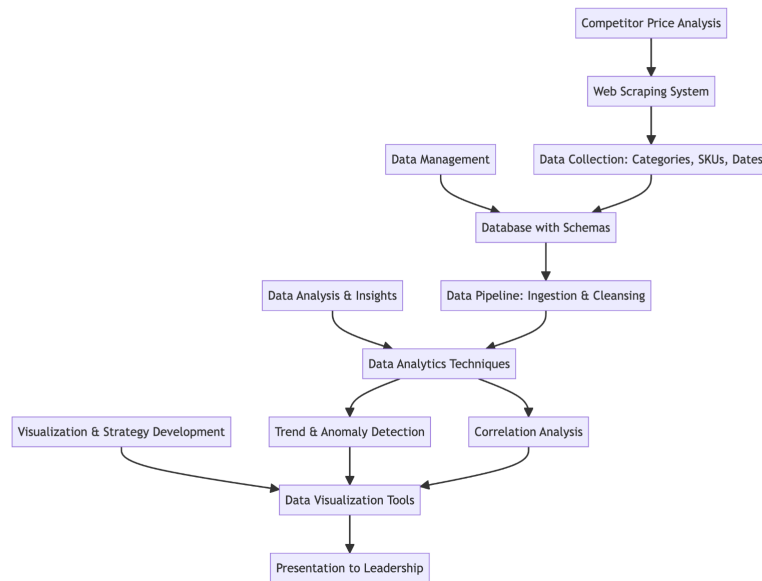 Competitor Price Analysis
Web Scraping System
Data Management
Data Collection: Categories, SKUs, Dates
Database with Schemas
Data Analysis & Insights
Data Pipeline: Ingestion & Cleansing
Data Analytics Techniques
Visualization & Strategy Development
Trend & Anomaly Detection
Correlation Analysis
Data Visualization Tools
Presentation to Leadership